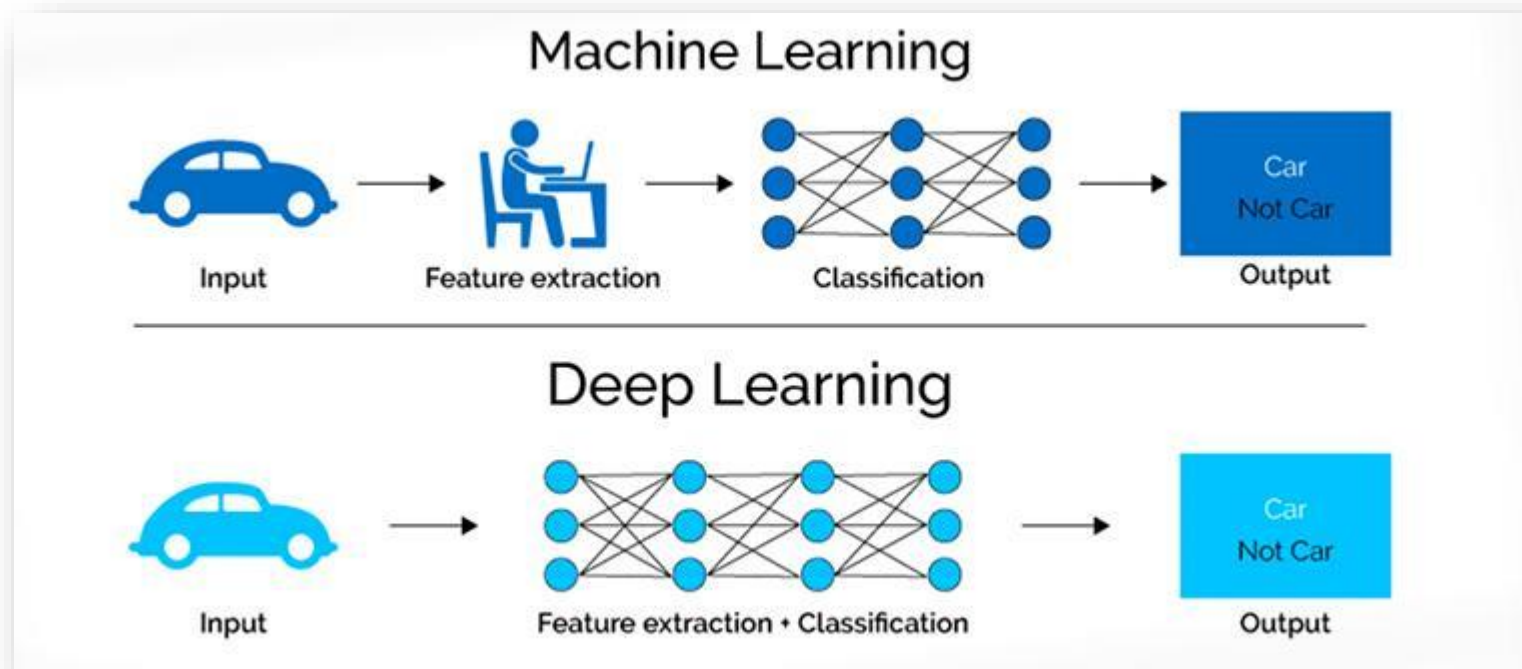 Machine Learning
Car
Not Car
Input
Feature extraction
Classification
Output
Deep Learning
Car
Not Car
Input
Feature extraction + Classification
Output